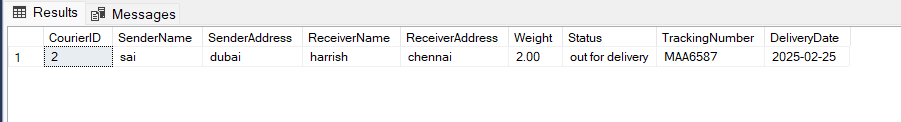 Results Messages
CourierID SenderName SenderAddress ReceiverName ReceiverAddress Weight Status TrackingNumber DeliveryDate
1 2 sai dubai harrish chennai 2.00 out for delivery MAA6587 2025-02-25